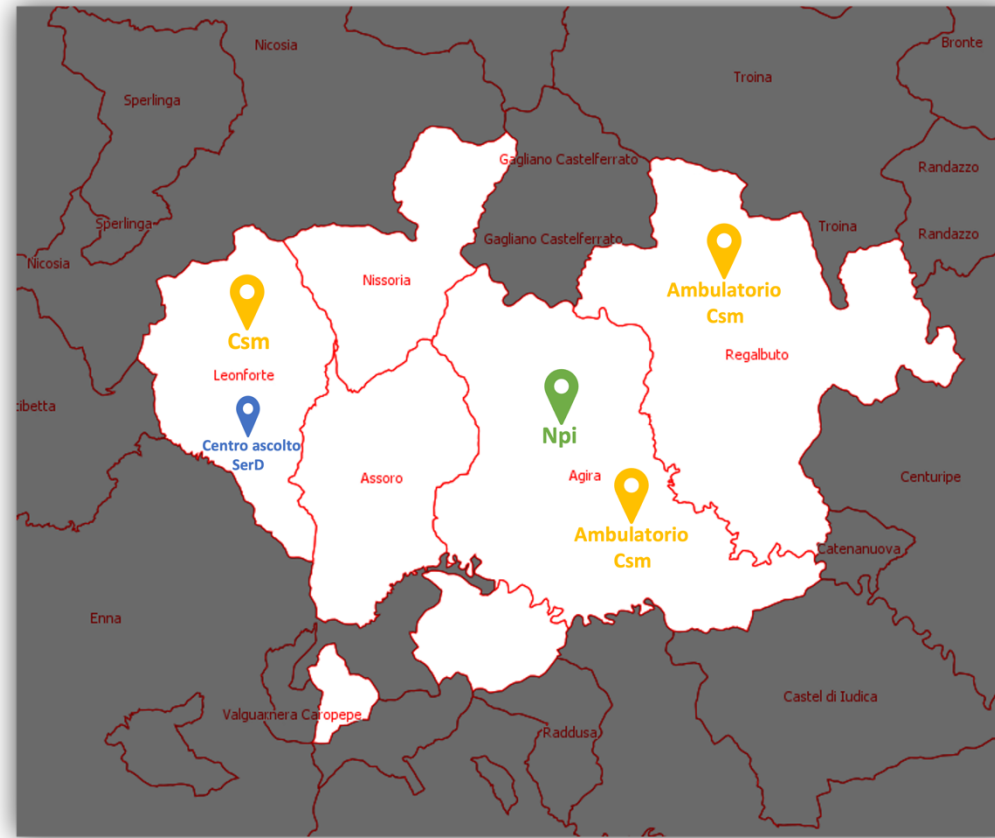 Nicosia
Bronte
Troina
Sperlinga
Gagliano Castelferrato
Randazzo
Sperlinga
Troina
Randazzo
Gagliano Castelferrato
Nicosia
Nissoria
Ambulatorio
Csm
Csm
Regalbuto
Leonforte
cibetta
Npi
Centro ascolto
SerD
Agira
Assoro
Centuripe
Ambulatorio
Csm
Catenanuova
Enna
Castel di Iudica
Valguarnera Caropepe
Raddusa